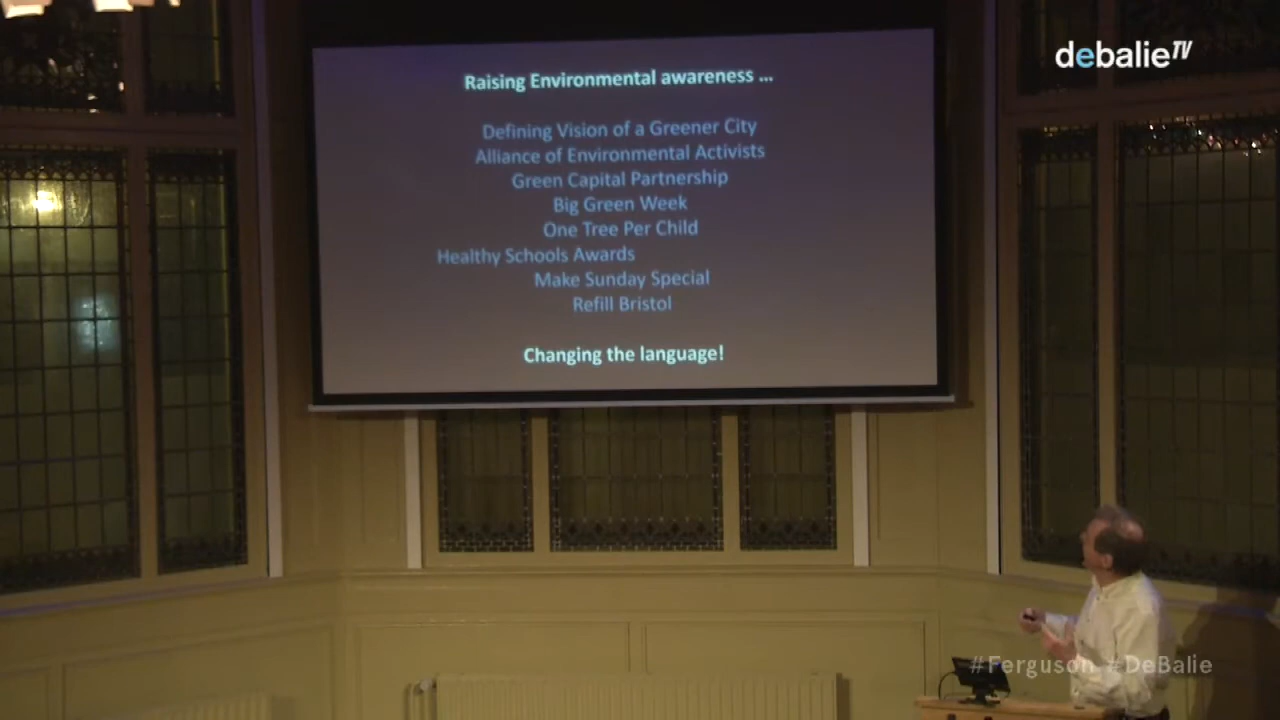 debalieTV
Raising Environmental awareness ...
Defining Vision of a Greener City
Alliance of Environmental Activists
Green Capital Partnership
Big Green Week
One Tree Per Child
Healthy Schools Awards
Make Sunday Special
Refill Bristol
Changing the language!
#Ferguson #DeBalie